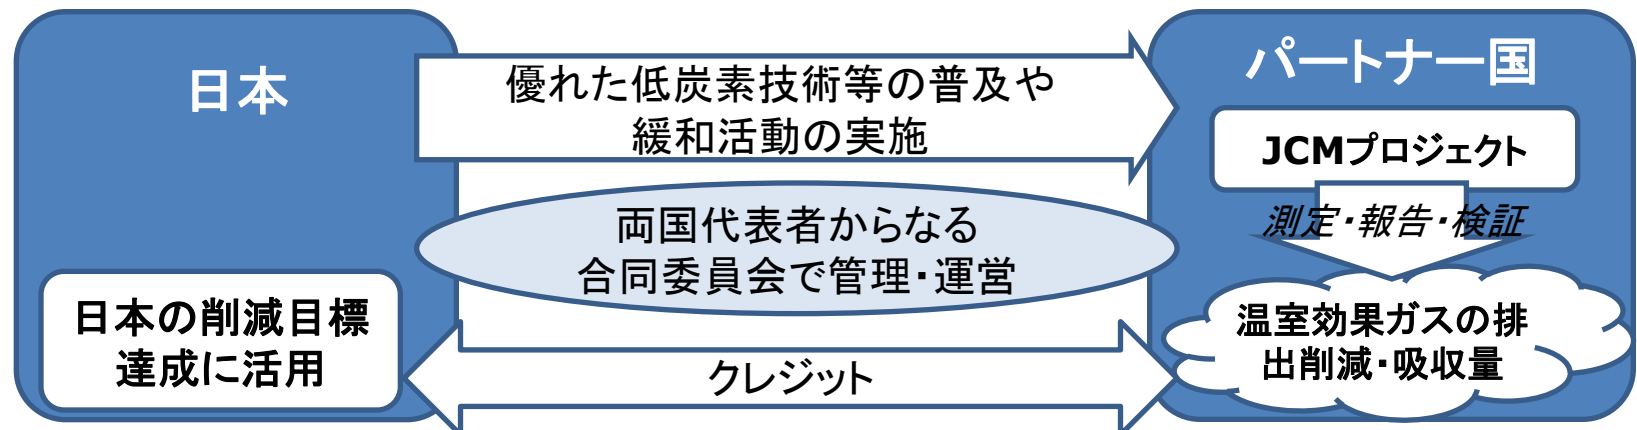 日本
優れた低炭素技術等の普及や
緩和活動の実施
パートナー国
JCMプロジェクト
測定・報告・検証
両国代表者からなる
合同委員会で管理・運営
日本の削減目標
達成に活用
クレジット
温室効果ガスの排
出削減・吸収量